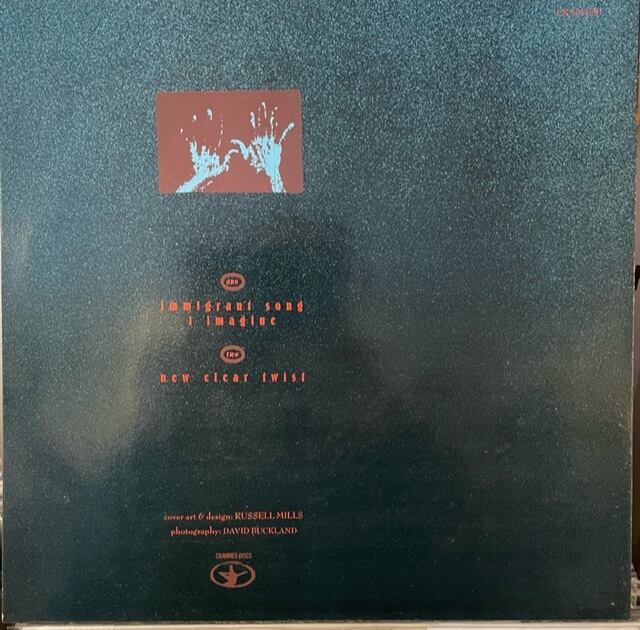 one
immigrant song
i imagine
two
new clear twist
cover art & design: RUSSELL MILLS
photography: DAVID BUCKLAND
CRAMMED DISCS